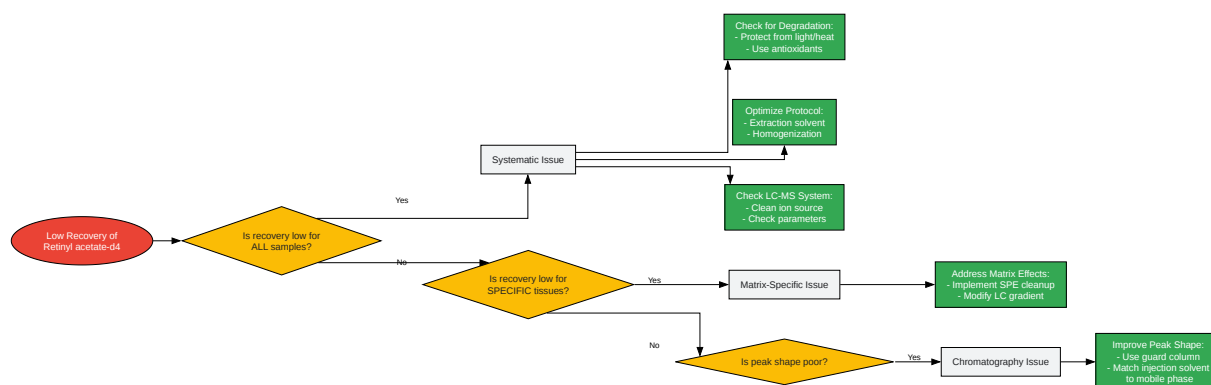 Check for Degradation:
- Protect from light/heat
- Use antioxidants
Optimize Protocol:
- Extraction solvent
- Homogenization
Systematic Issue
Check LC-MS System:
- Clean ion source
- Check parameters
Yes
Low Recovery of
Retinyl acetate-d4
Is recovery low for
ALL samples?
No
Is recovery low for
SPECIFIC tissues?
Yes
Matrix-Specific Issue
Address Matrix Effects:
- Implement SPE cleanup
- Modify LC gradient
No
Is peak shape poor?
Yes
Chromatography Issue
Improve Peak Shape:
- Use guard column
- Match injection solvent
to mobile phase